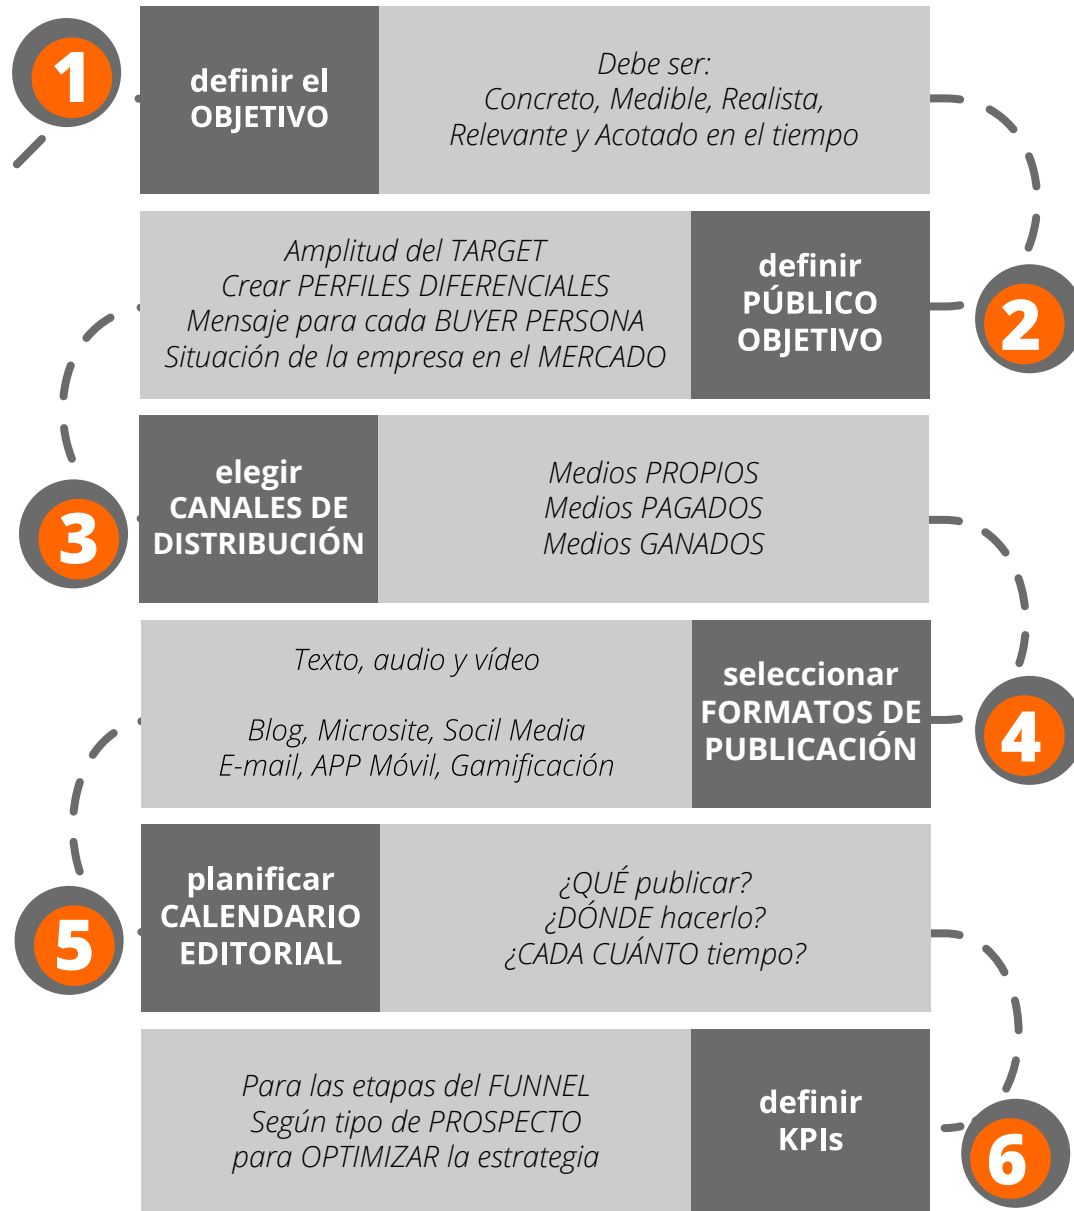 1
definir el
OBJETIVO
Debe ser:
Concreto, Medible, Realista,
Relevante y Acotado en el tiempo
2
definir
PÚBLICO
OBJETIVO
Amplitud del TARGET
Crear PERFILES DIFERENCIALES
Mensaje para cada BUYER PERSONA
Situación de la empresa en el MERCADO
3
elegir
CANALES DE
DISTRIBUCIÓN
Medios PROPIOS
Medios PAGADOS
Medios GANADOS
4
seleccionar
FORMATOS DE
PUBLICACIÓN
Texto, audio y vídeo
Blog, Microsite, Socil Media
E-mail, APP Móvil, Gamificación
5
planificar
CALENDARIO
EDITORIAL
¿QUÉ publicar?
¿DÓNDE hacerlo?
¿CADA CUÁNTO tiempo?
6
definir
KPIs
Para las etapas del FUNNEL
Según tipo de PROSPECTO
para OPTIMIZAR la estrategia